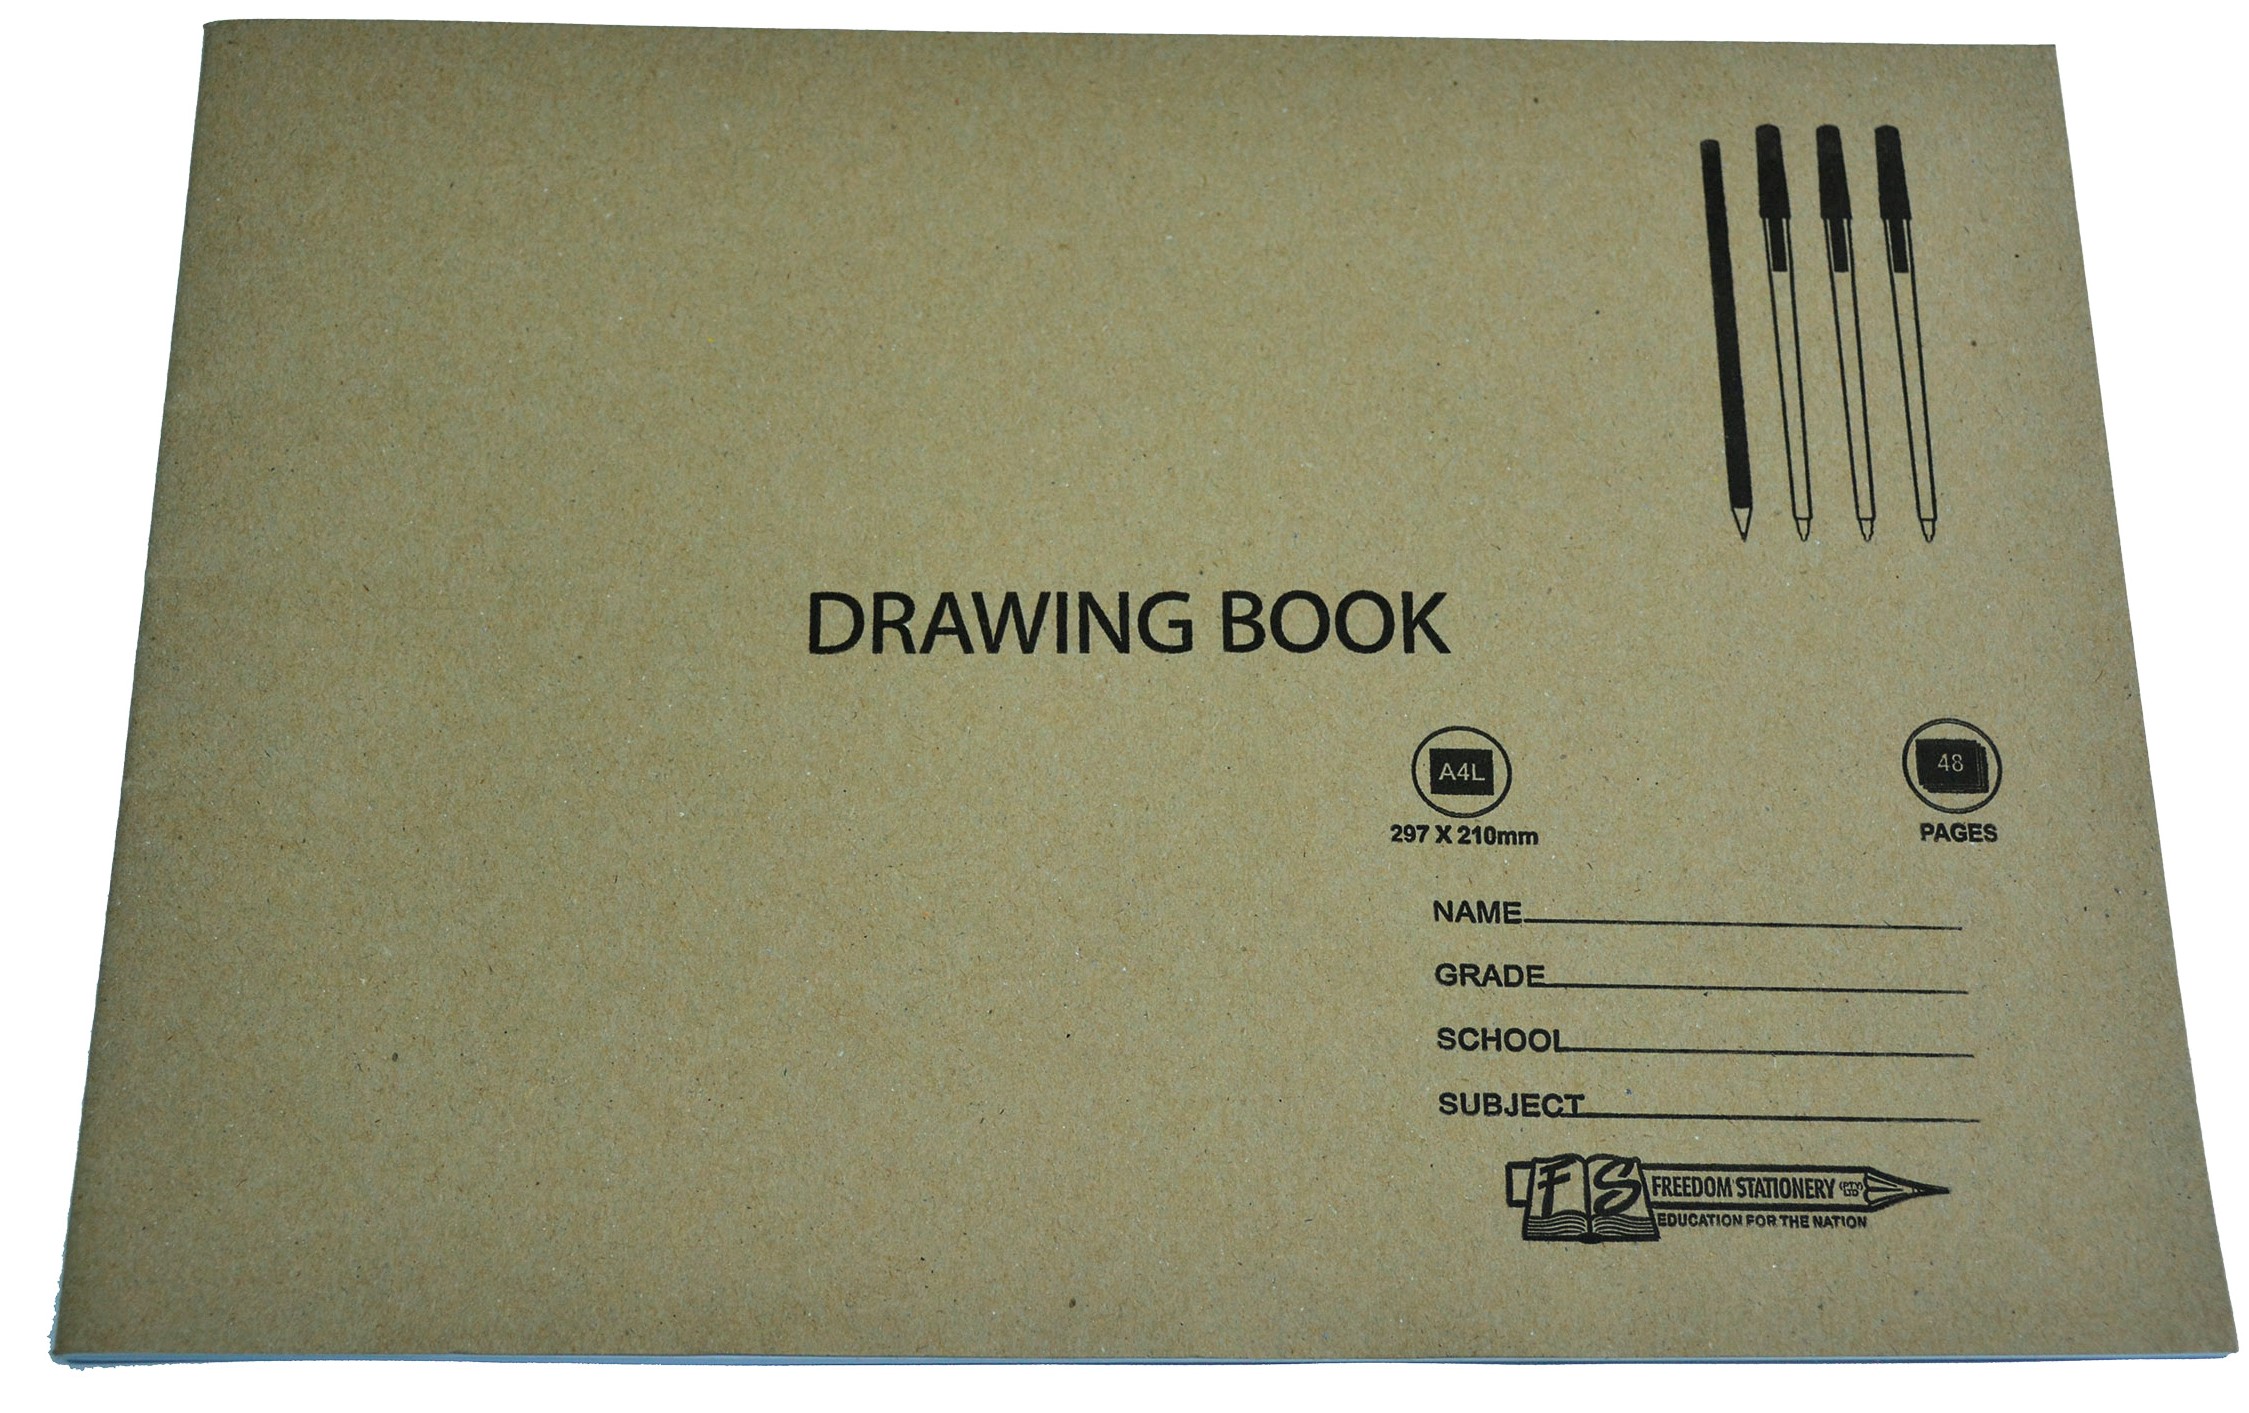 DRAWING BOOK
A4L
48
297 X 210mm
PAGES
NAME
GRADE
SCHOOL
SUBJECT
FS
FREEDOM STATIONERY (PTY) LTD
EDUCATION FOR THE NATION